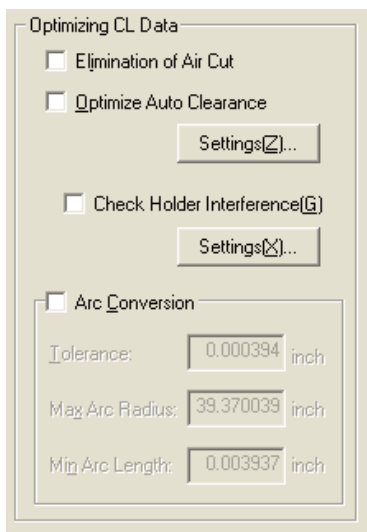 Optimizing CL Data
Elimination of Air Cut
Optimize Auto Clearance
Settings(Z)...
Check Holder Interference(G)
Settings(X)...
Arc Conversion
Tolerance: 0.000394 inch
Max Arc Radius: 39.370039 inch
Min Arc Length: 0.003937 inch